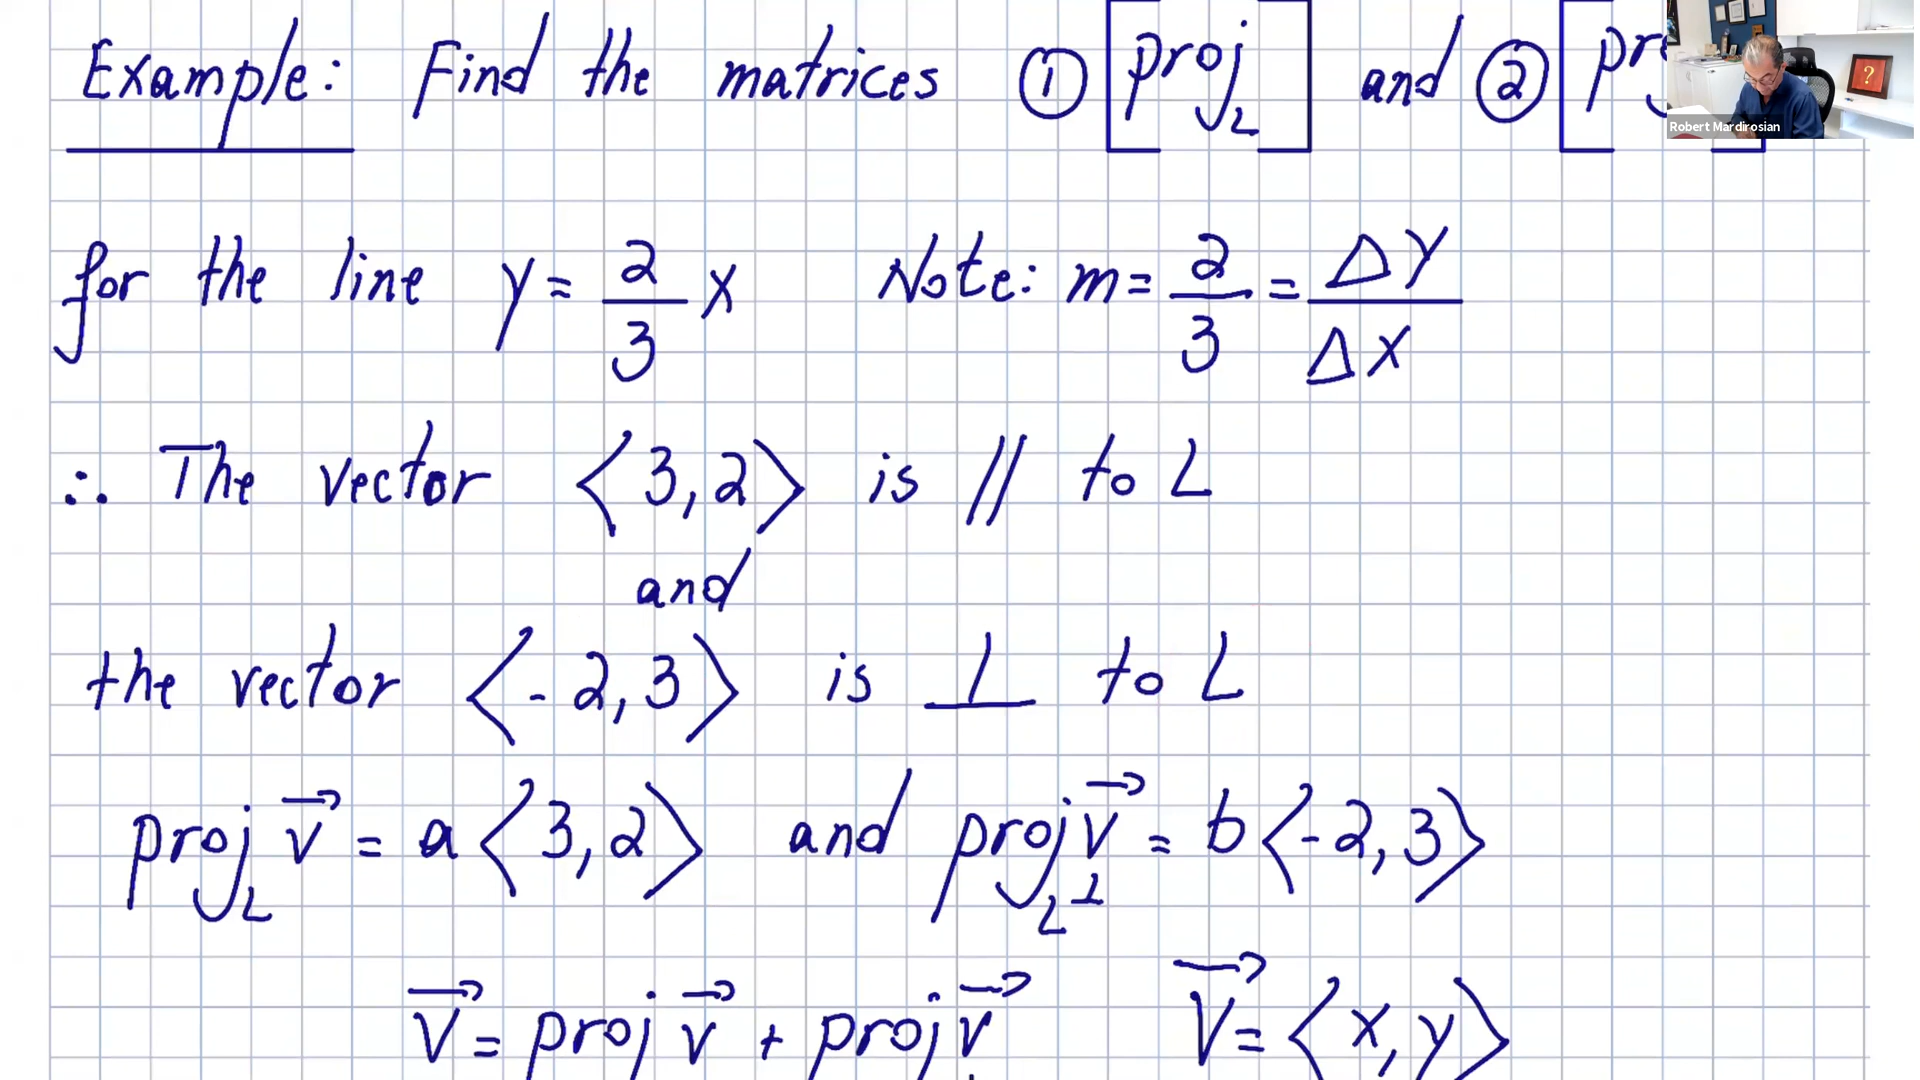 Example: Find the matrices ① [proj_L] and ② [pr
Robert Mardirosian
?
for the line y = 2/3 x Note: m = 2/3 = Δy/Δx
∴ The vector ⟨3,2⟩ is // to L
and
the vector ⟨-2,3⟩ is ⊥ to L
proj_L v⃗ = a⟨3,2⟩ and proj_L⊥ v⃗ = b⟨-2,3⟩
v⃗ = proj v⃗ + proj v⃗ v⃗ = ⟨x,y⟩